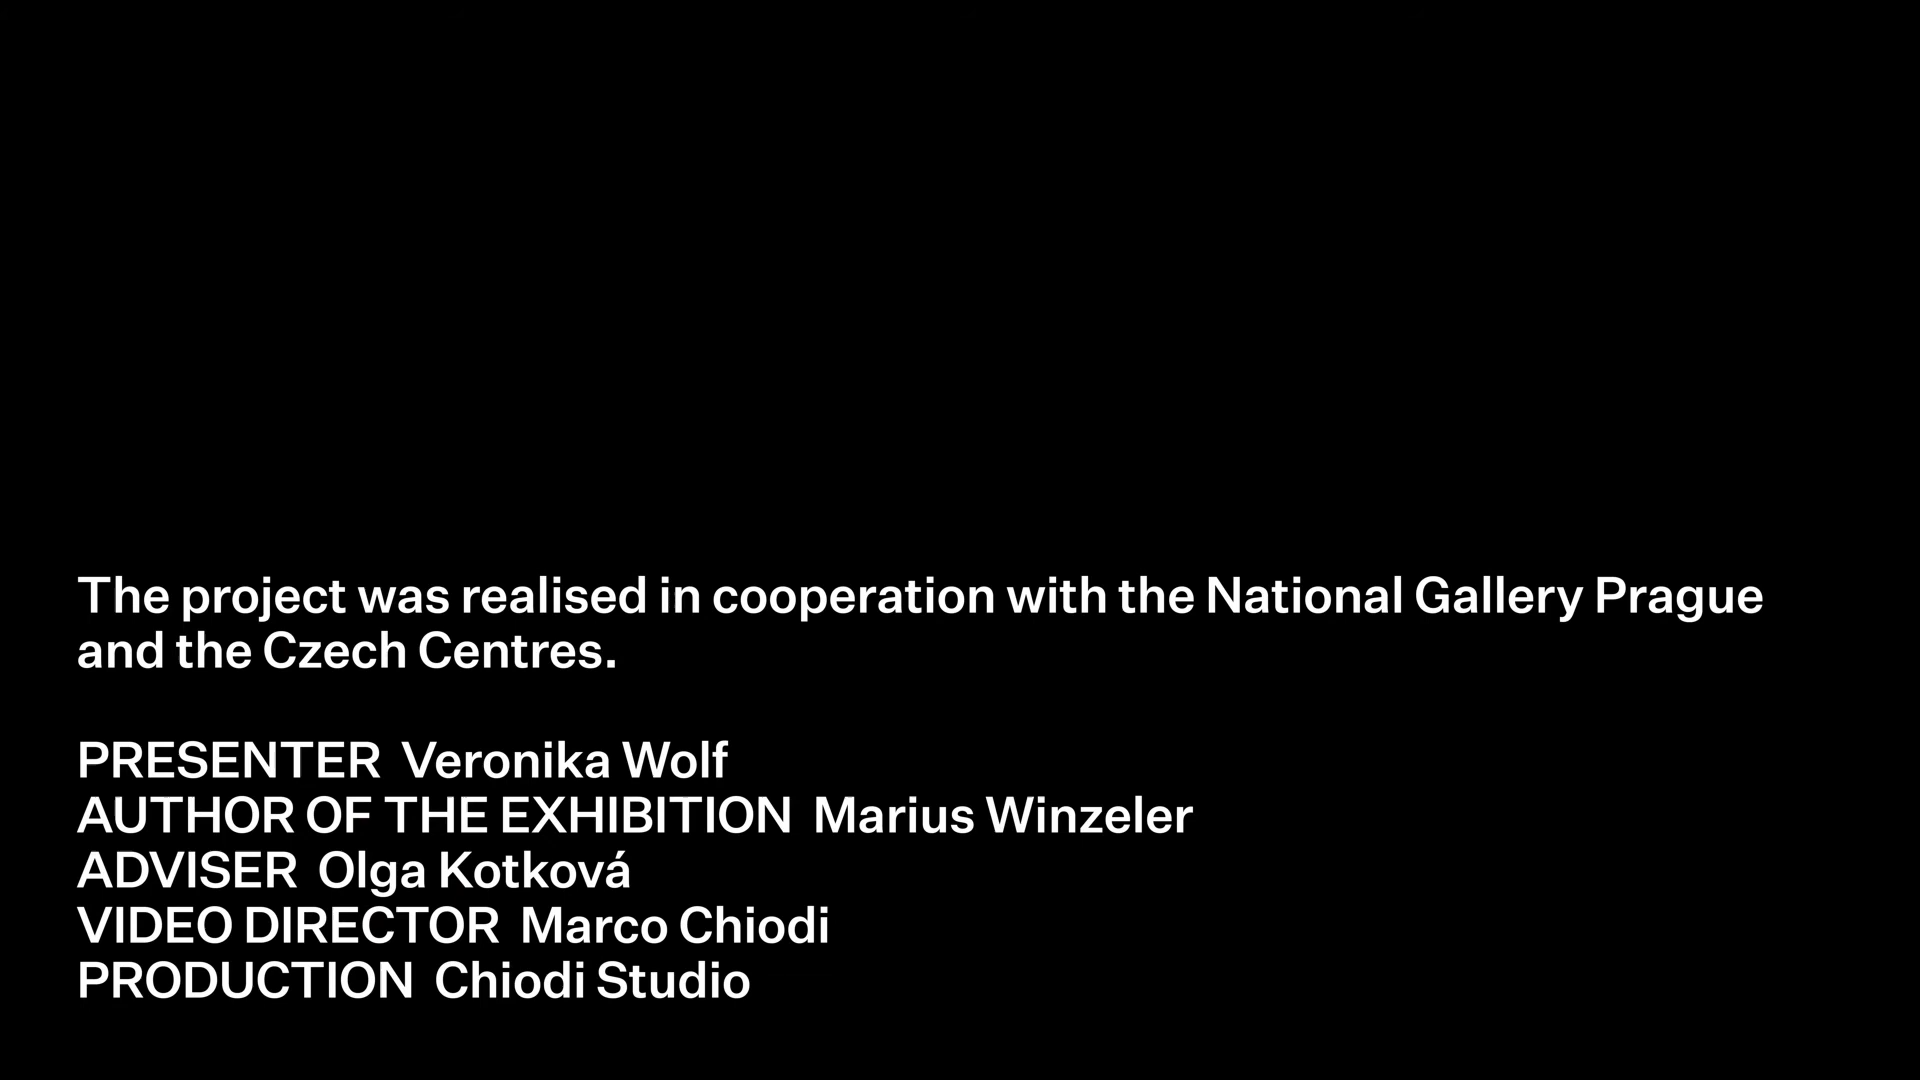 The project was realised in cooperation with the National Gallery Prague
and the Czech Centres.
PRESENTER Veronika Wolf
AUTHOR OF THE EXHIBITION Marius Winzeler
ADVISER Olga Kotková
VIDEO DIRECTOR Marco Chiodi
PRODUCTION Chiodi Studio